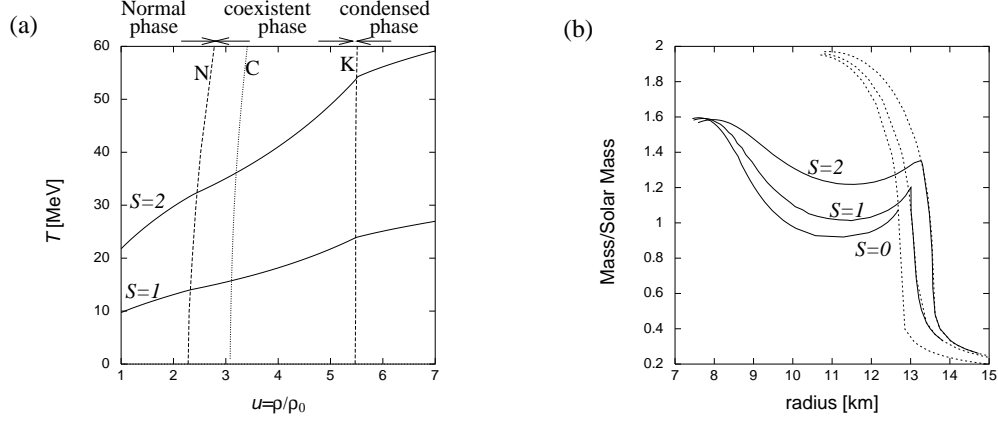 (a)
Normal phase
coexistent phase
condensed phase
N
C
K
60
50
40
30
20
10
0
T [MeV]
S=2
S=1
1 2 3 4 5 6 7
u=ρ/ρ0
(b)
2
1.8
1.6
1.4
1.2
1.0
0.8
0.6
0.4
0.2
Mass/Solar Mass
S=2
S=1
S=0
7 8 9 10 11 12 13 14 15
radius [km]